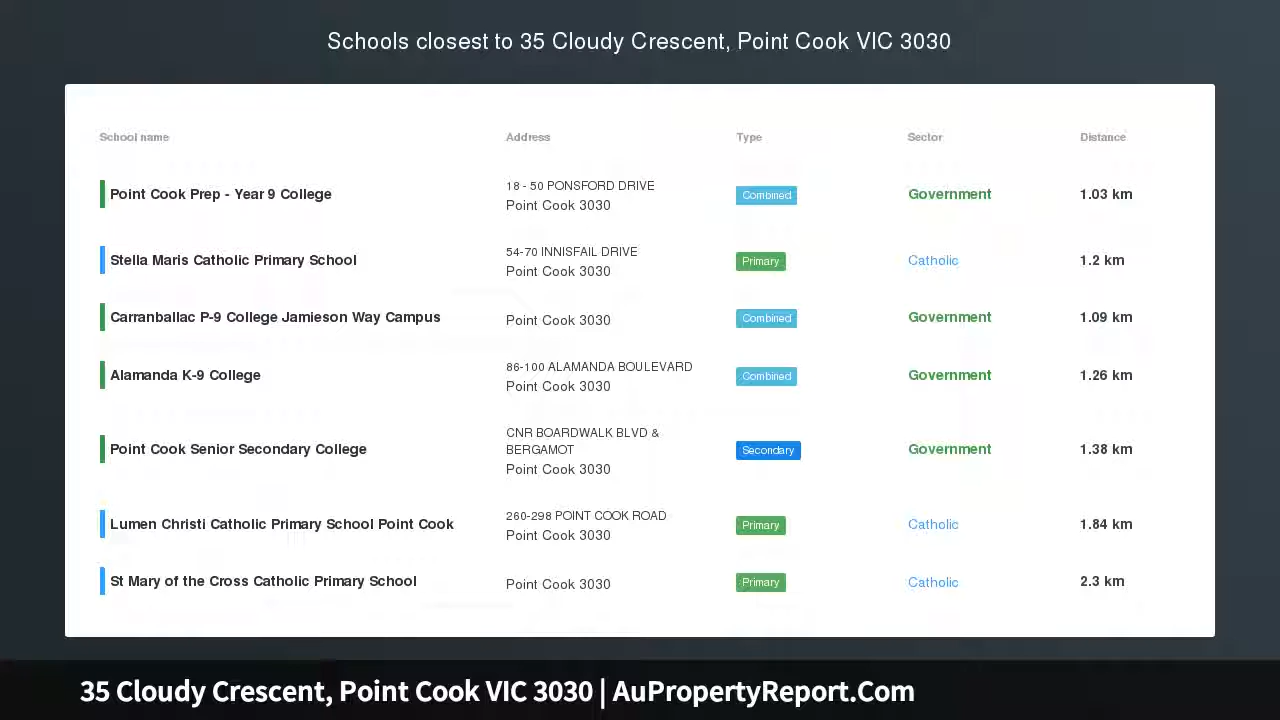 Schools closest to 35 Cloudy Crescent, Point Cook VIC 3030
School name Address Type Sector Distance
18 - 50 PONSFORD DRIVE
Point Cook Prep - Year 9 College Combined Government 1.03 km
Point Cook 3030
54-70 INNISFAIL DRIVE
Stella Maris Catholic Primary School Primary Catholic 1.2 km
Point Cook 3030
Carranballac P-9 College Jamieson Way Campus Point Cook 3030 Combined Government 1.09 km
86-100 ALAMANDA BOULEVARD
Alamanda K-9 College Combined Government 1.26 km
Point Cook 3030
CNR BOARDWALK BLVD &
Point Cook Senior Secondary College BERGAMOT Secondary Government 1.38 km
Point Cook 3030
260-298 POINT COOK ROAD
Lumen Christi Catholic Primary School Point Cook Primary Catholic 1.84 km
Point Cook 3030
St Mary of the Cross Catholic Primary School Point Cook 3030 Primary Catholic 2.3 km
35 Cloudy Crescent, Point Cook VIC 3030 | AuPropertyReport.Com